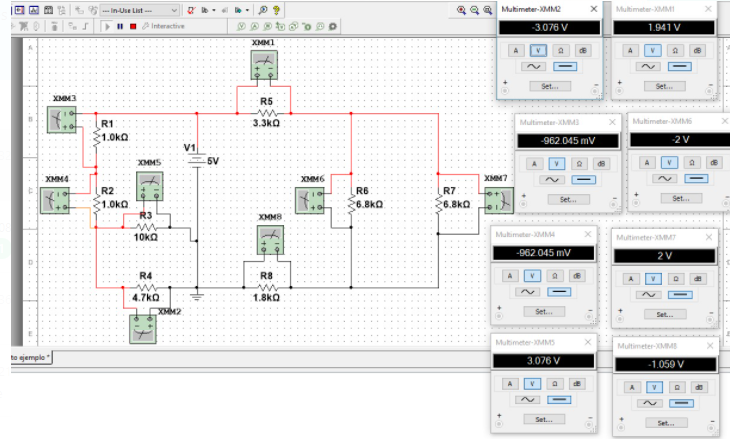 --- In-Use List ---
Interactive
XMM1
XMM3
R5
3.3kΩ
R1
1.0kΩ
V1
5V
XMM4
XMM5
XMM6
XMM7
R2
1.0kΩ
R3
10kΩ
R6
6.8kΩ
R7
6.8kΩ
XMM8
R4
4.7kΩ
R8
1.8kΩ
XMM2
to ejemplo *
Multimeter-XMM2
-3.076 V
A V Ω dB
Set...
Multimeter-XMM1
1.941 V
A V Ω dB
Set...
Multimeter-XMM3
-962.045 mV
A V Ω dB
Set...
Multimeter-XMM6
-2 V
A V Ω dB
Set...
Multimeter-XMM4
-962.045 mV
A V Ω dB
Set...
Multimeter-XMM7
2 V
A V Ω dB
Set...
Multimeter-XMM5
3.076 V
A V Ω dB
Set...
Multimeter-XMM8
-1.059 V
A V Ω dB
Set...